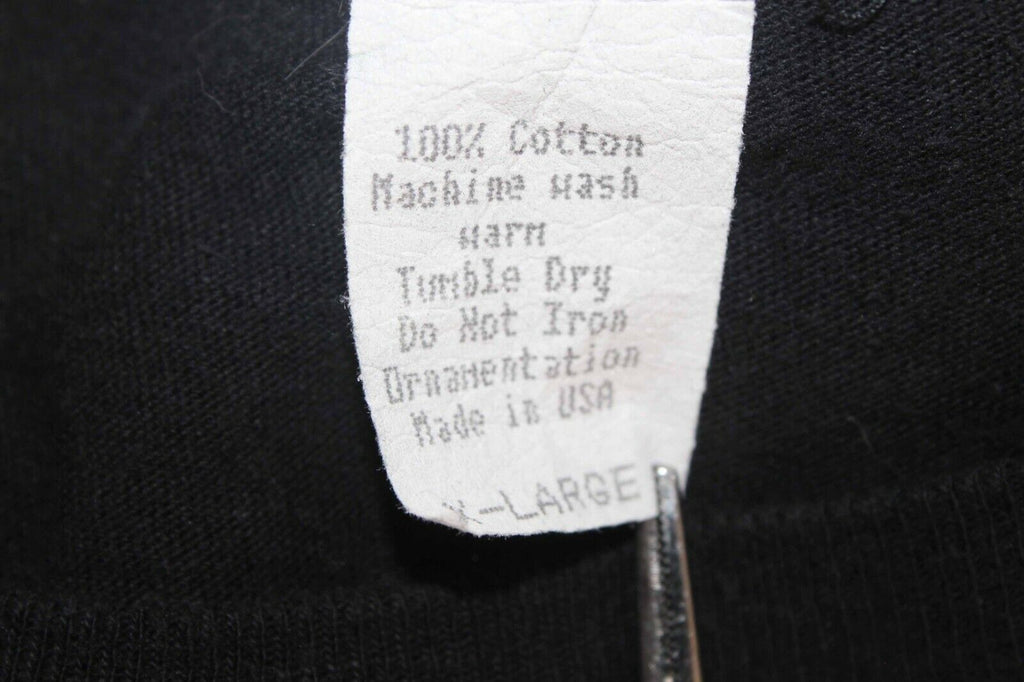 100% Cotton
Machine wash
warm
Tumble Dry
Do Not Iron
Ornamentation
Made in USA
X-LARGE